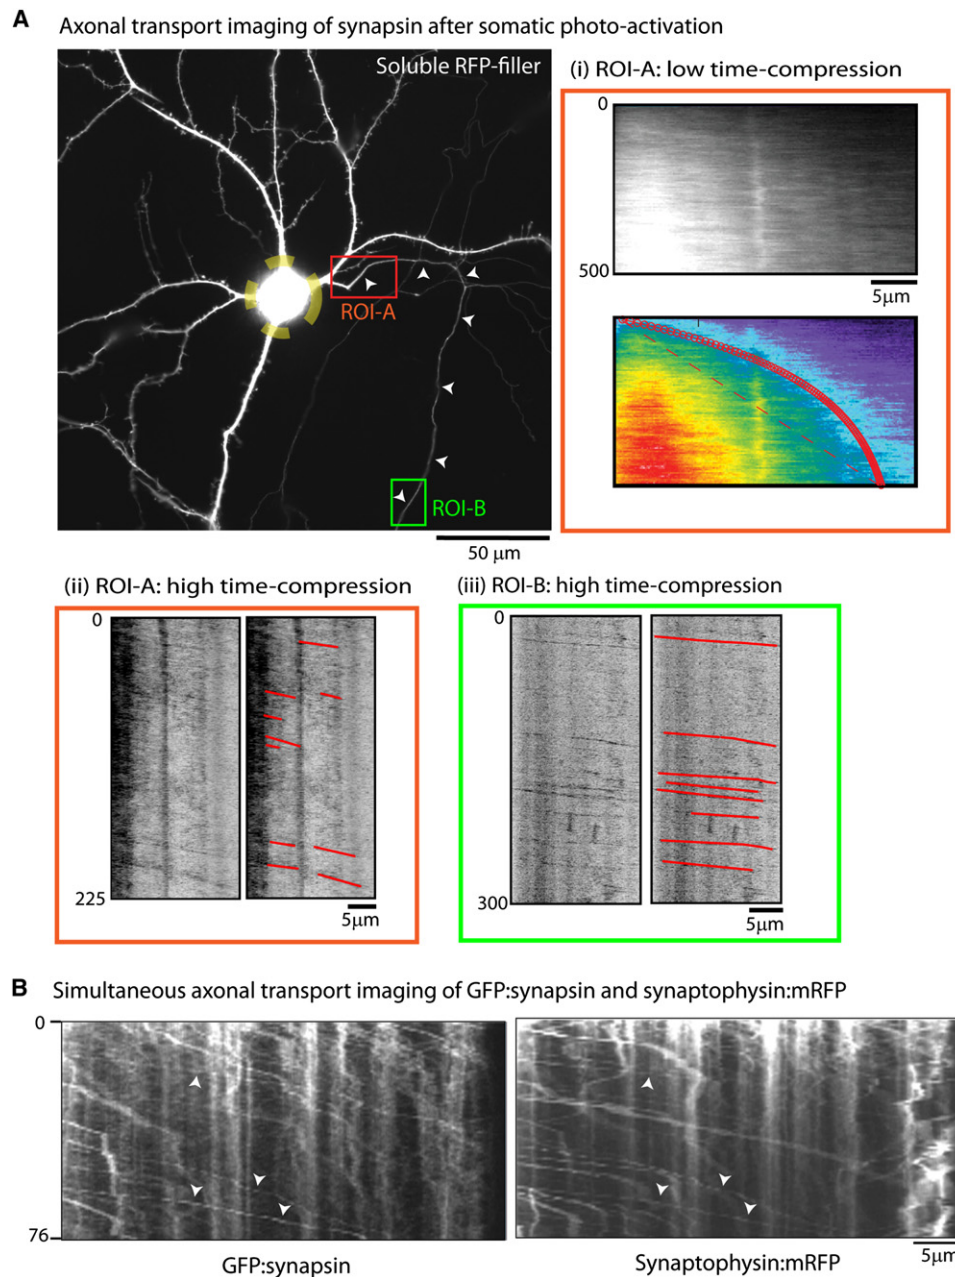 A Axonal transport imaging of synapsin after somatic photo-activation
Soluble RFP-filler
ROI-A
ROI-B
50 μm
(i) ROI-A: low time-compression
0
500
5μm
(ii) ROI-A: high time-compression
0
225
5μm
(iii) ROI-B: high time-compression
0
300
5μm
B Simultaneous axonal transport imaging of GFP:synapsin and synaptophysin:mRFP
0
76
GFP:synapsin
Synaptophysin:mRFP
5μm